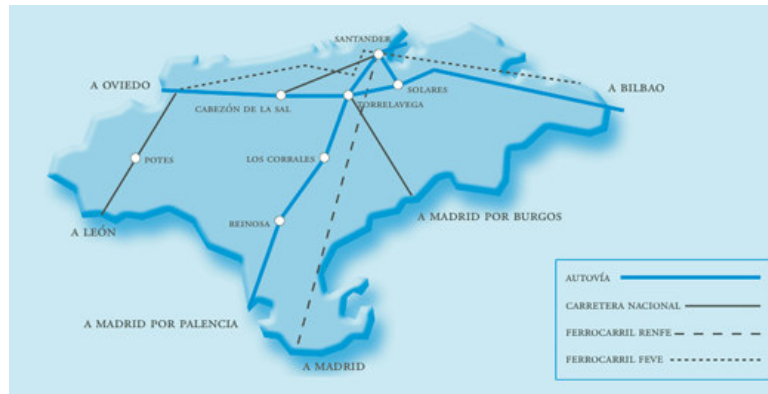 SANTANDER
A OVIEDO
SOLARES
A BILBAO
CABEZÓN DE LA SAL
TORRELAVEGA
POTES
LOS CORRALES
A MADRID POR BURGOS
REINOSA
A LEÓN
A MADRID POR PALENCIA
A MADRID
AUTOVÍA
CARRETERA NACIONAL
FERROCARRIL RENFE
FERROCARRIL FEVE